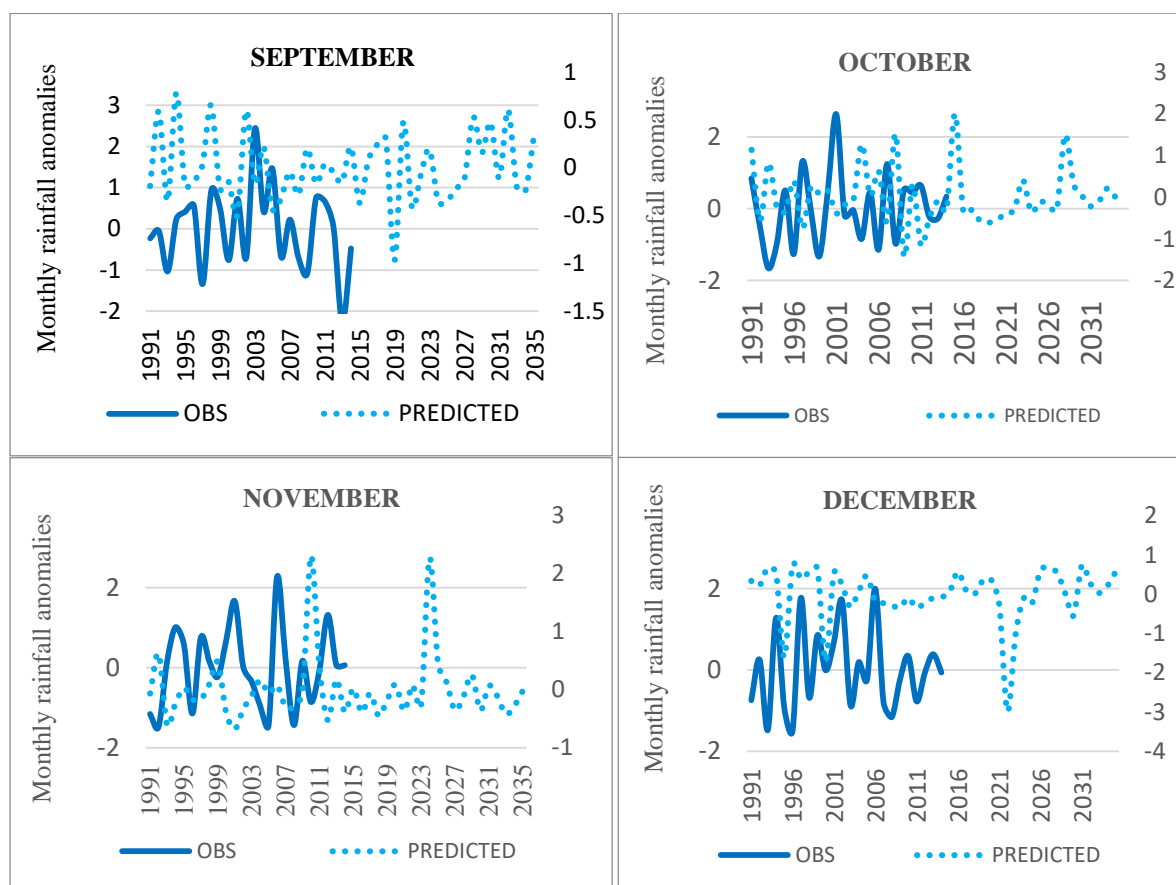 SEPTEMBER
Monthly rainfall anomalies
3
2
1
0
-1
-2
1
0.5
0
-0.5
-1
-1.5
1991 1995 1999 2003 2007 2011 2015 2019 2023 2027 2031 2035
OBS PREDICTED
OCTOBER
Monthly rainfall anomalies
2
0
-2
3
2
1
0
-1
-2
1991 1996 2001 2006 2011 2016 2021 2026 2031
OBS PREDICTED
NOVEMBER
Monthly rainfall anomalies
2
0
-2
3
2
1
0
-1
1991 1995 1999 2003 2007 2011 2015 2019 2023 2027 2031 2035
OBS PREDICTED
DECEMBER
Monthly rainfall anomalies
2
0
-2
2
1
0
-1
-2
-3
-4
1991 1996 2001 2006 2011 2016 2021 2026 2031
OBS PREDICTED